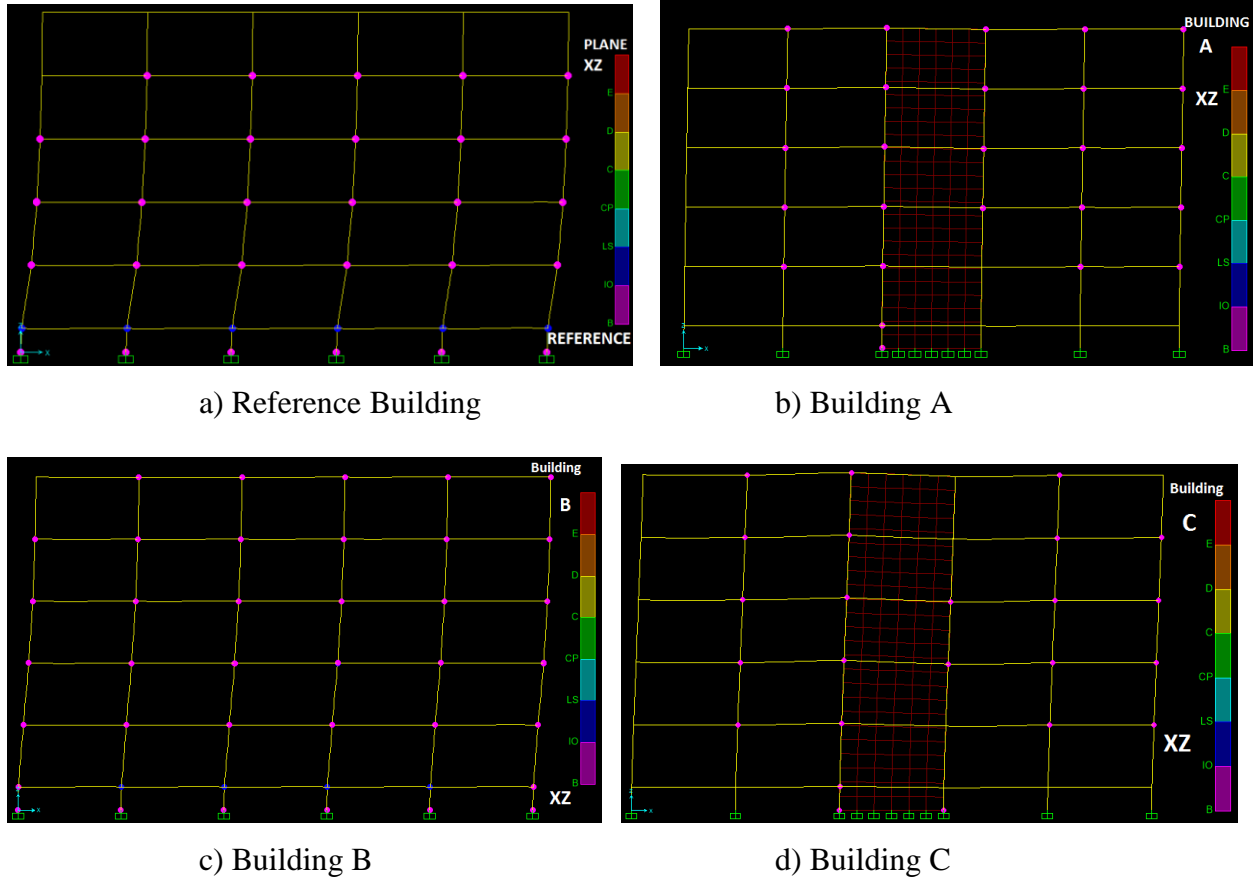 PLANE
XZ
E
D
C
CP
LS
IO
B
REFERENCE
Z
X
a) Reference Building
BUILDING
A
XZ
E
D
C
CP
LS
IO
B
Z
X
b) Building A
Building
B
E
D
C
CP
LS
IO
B
XZ
X
c) Building B
Building
C
E
D
C
CP
LS
IO
B
XZ
Z
X
d) Building C